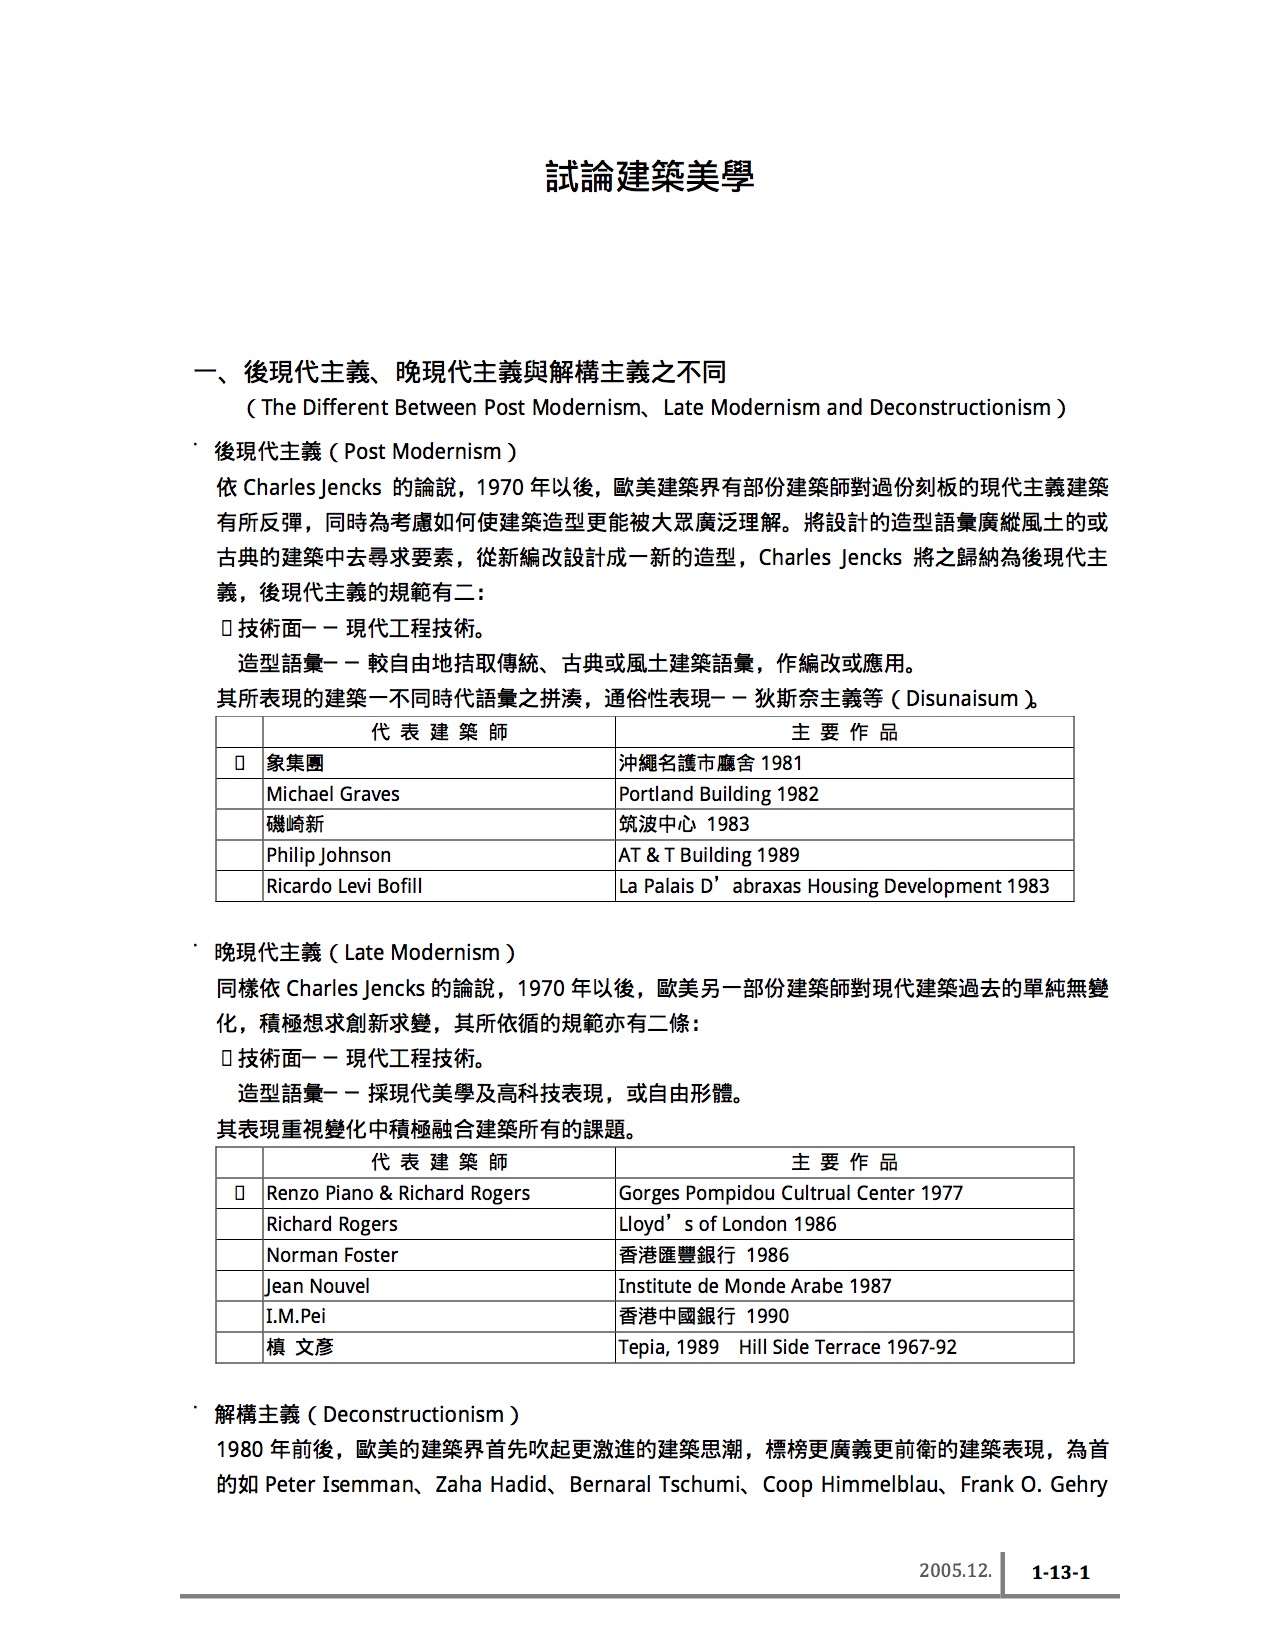 試論建築美學
一、後現代主義、晚現代主義與解構主義之不同
（The Different Between Post Modernism、Late Modernism and Deconstructionism）
˙ 後現代主義（Post Modernism）
依 Charles Jencks 的論說，1970 年以後，歐美建築界有部份建築師對過份刻板的現代主義建築
有所反彈，同時為考慮如何使建築造型更能被大眾廣泛理解。將設計的造型語彙廣縱風土的或
古典的建築中去尋求要素，從新編改設計成一新的造型，Charles Jencks 將之歸納為後現代主
義，後現代主義的規範有二：
技術面－－現代工程技術。
造型語彙－－較自由地拮取傳統、古典或風土建築語彙，作編改或應用。
其所表現的建築一不同時代語彙之拼湊，通俗性表現－－狄斯奈主義等（Disunaisum）。
代 表 建 築 師 主 要 作 品
象集團 沖繩名護市廳舍 1981
Michael Graves Portland Building 1982
磯崎新 筑波中心 1983
Philip Johnson AT & T Building 1989
Ricardo Levi Bofill La Palais D’abraxas Housing Development 1983
˙ 晚現代主義（Late Modernism）
同樣依 Charles Jencks 的論說，1970 年以後，歐美另一部份建築師對現代建築過去的單純無變
化，積極想求創新求變，其所依循的規範亦有二條：
技術面－－現代工程技術。
造型語彙－－採現代美學及高科技表現，或自由形體。
其表現重視變化中積極融合建築所有的課題。
代 表 建 築 師 主 要 作 品
Renzo Piano & Richard Rogers Gorges Pompidou Cultrual Center 1977
Richard Rogers Lloyd’s of London 1986
Norman Foster 香港匯豐銀行 1986
Jean Nouvel Institute de Monde Arabe 1987
I.M.Pei 香港中國銀行 1990
槙 文彥 Tepia, 1989 Hill Side Terrace 1967-92
˙ 解構主義（Deconstructionism）
1980 年前後，歐美的建築界首先吹起更激進的建築思潮，標榜更廣義更前衛的建築表現，為首
的如 Peter Isemman、Zaha Hadid、Bernaral Tschumi、Coop Himmelblau、Frank O. Gehry
2005.12. 1-13-1